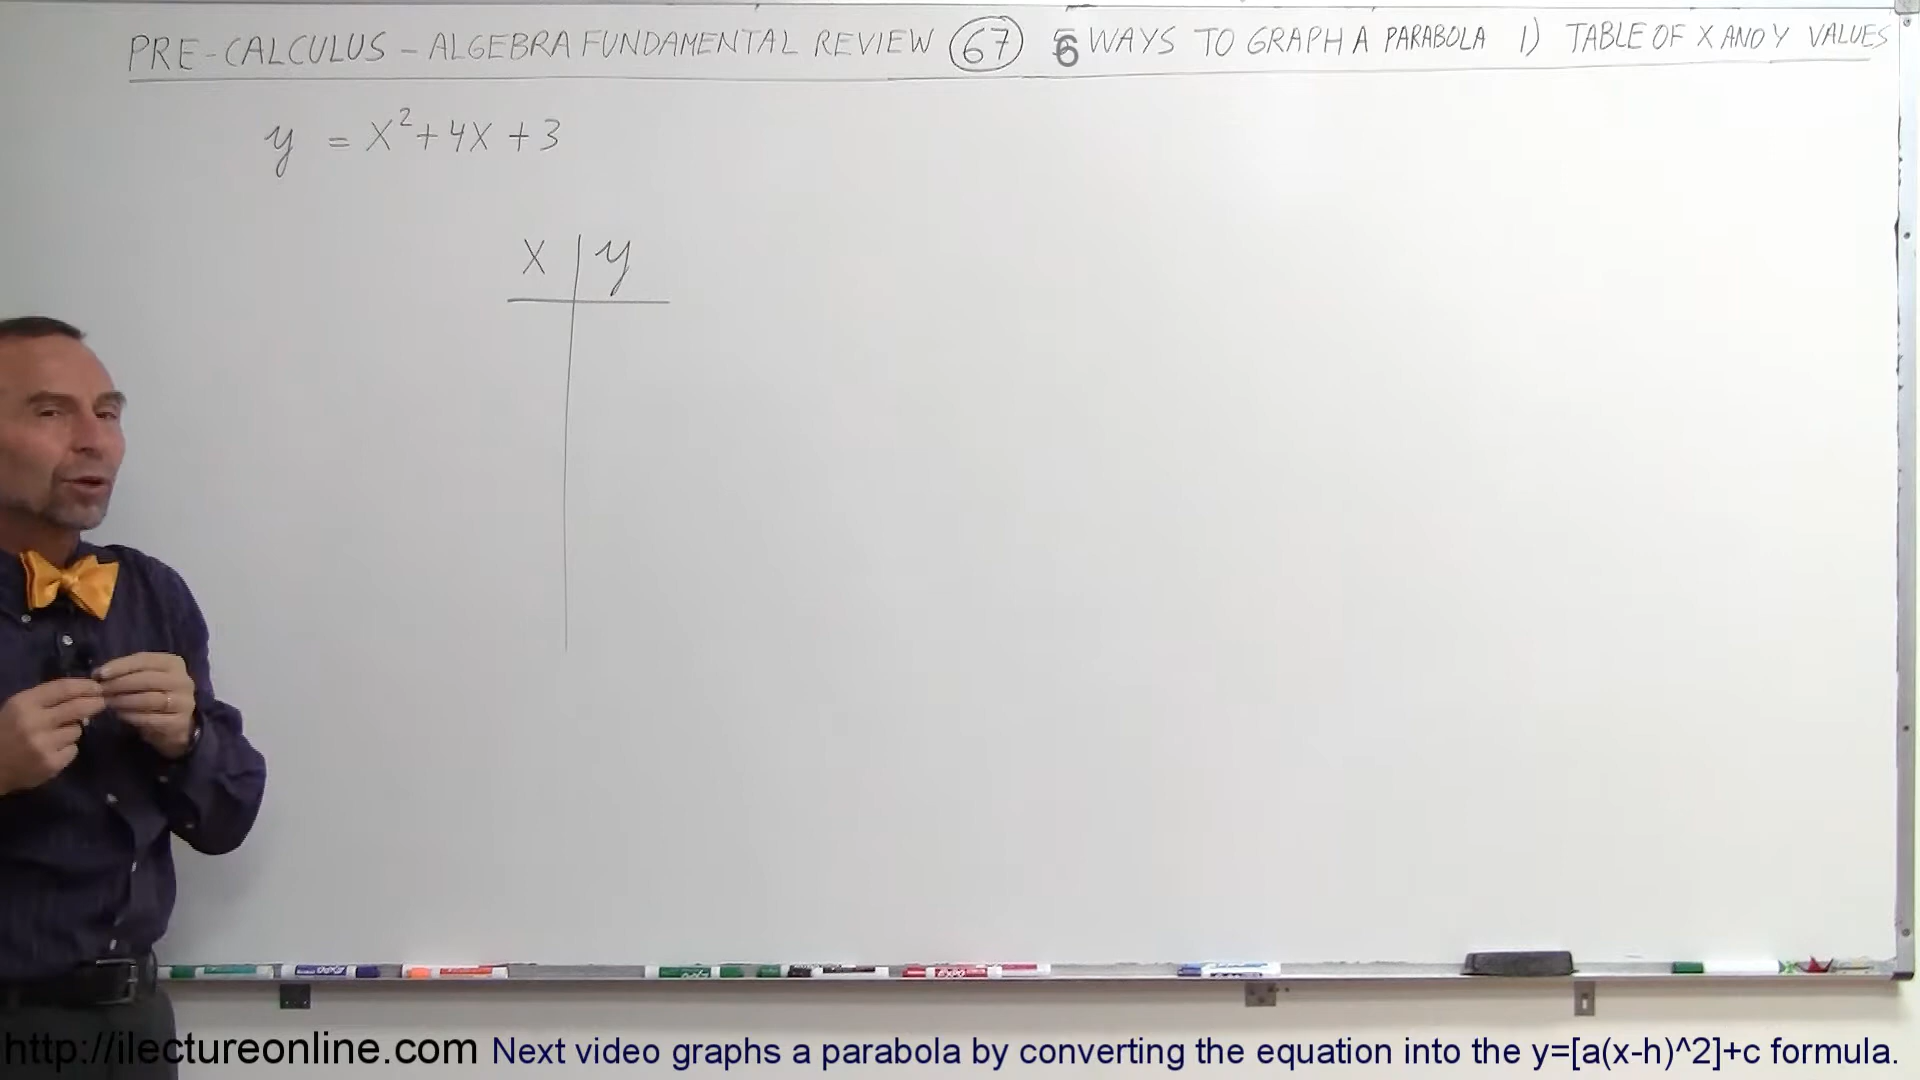 PRE-CALCULUS - ALGEBRA FUNDAMENTAL REVIEW 67 6 WAYS TO GRAPH A PARABOLA 1) TABLE OF X AND Y VALUES
y = x²+4x+3
x | y
http://ilectureonline.com Next video graphs a parabola by converting the equation into the y=[a(x-h)^2]+c formula.